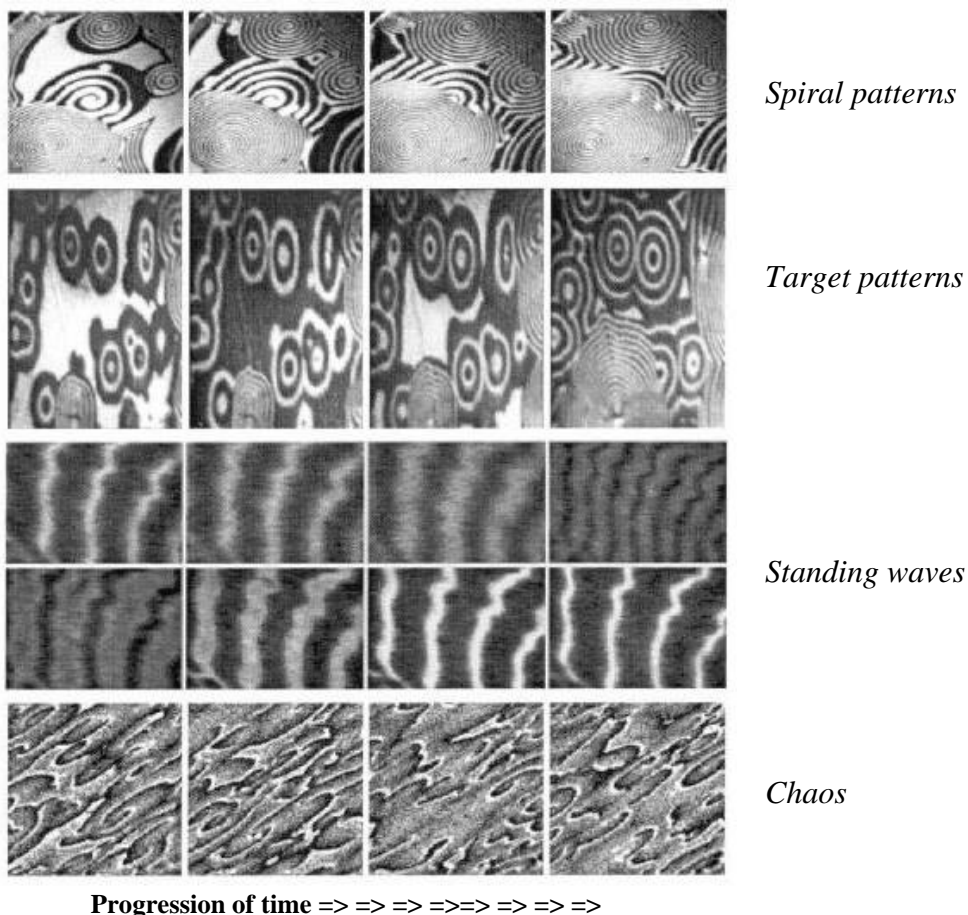 Spiral patterns
Target patterns
Standing waves
Chaos
Progression of time => => => =>=> => => =>